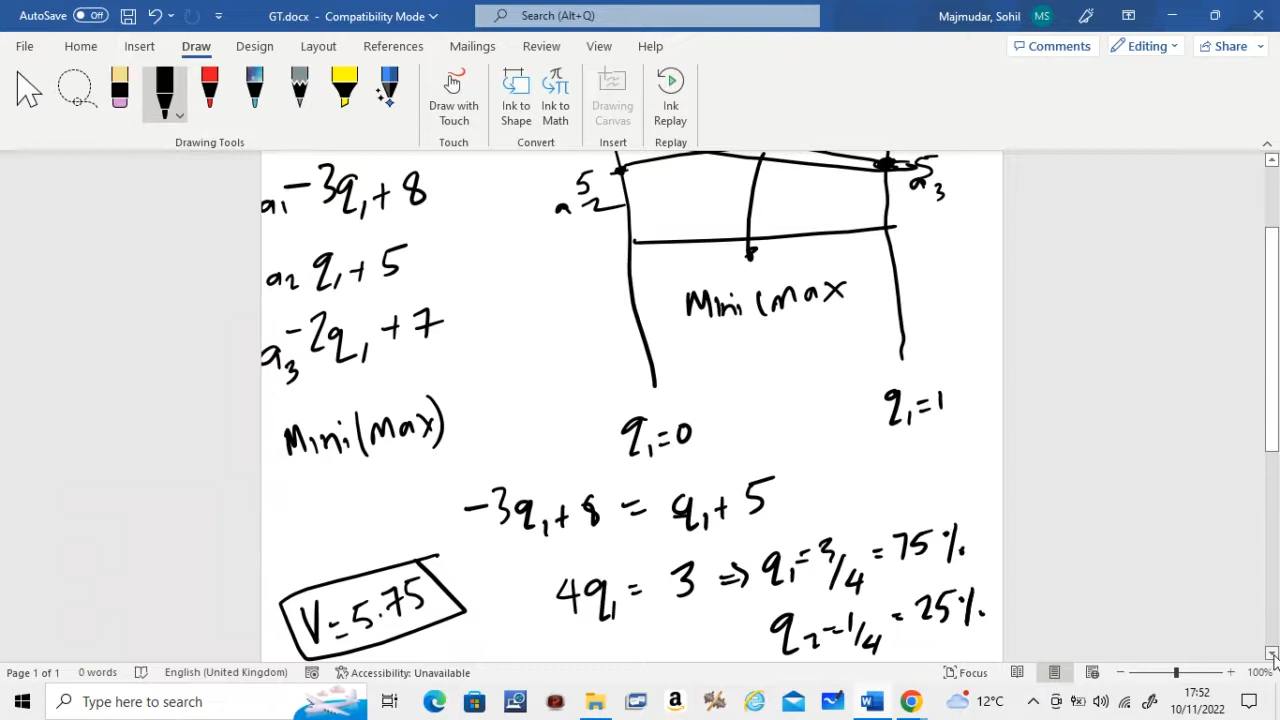 AutoSave Off
GT.docx - Compatibility Mode
Search (Alt+Q)
Majmudar, Sohil MS
File Home Insert Draw Design Layout References Mailings Review View Help
Comments Editing Share
Draw with Touch
Ink to Shape
Ink to Math
Drawing Canvas
Ink Replay
Drawing Tools Touch Convert Insert Replay
a1 -3q1 + 8
a2 q1 + 5
a3 -2q1 + 7
Mini(Max)
5
a2
5
a3
Mini(Max
q1=0
q1=1
-3q1+8 = q1+5
4q1 = 3 ⇒ q1=3/4 = 75%
q2=1/4 = 25%
V=5.75
Page 1 of 1 0 words English (United Kingdom) Accessibility: Unavailable Focus 100%
Type here to search
12°C
17:52
10/11/2022